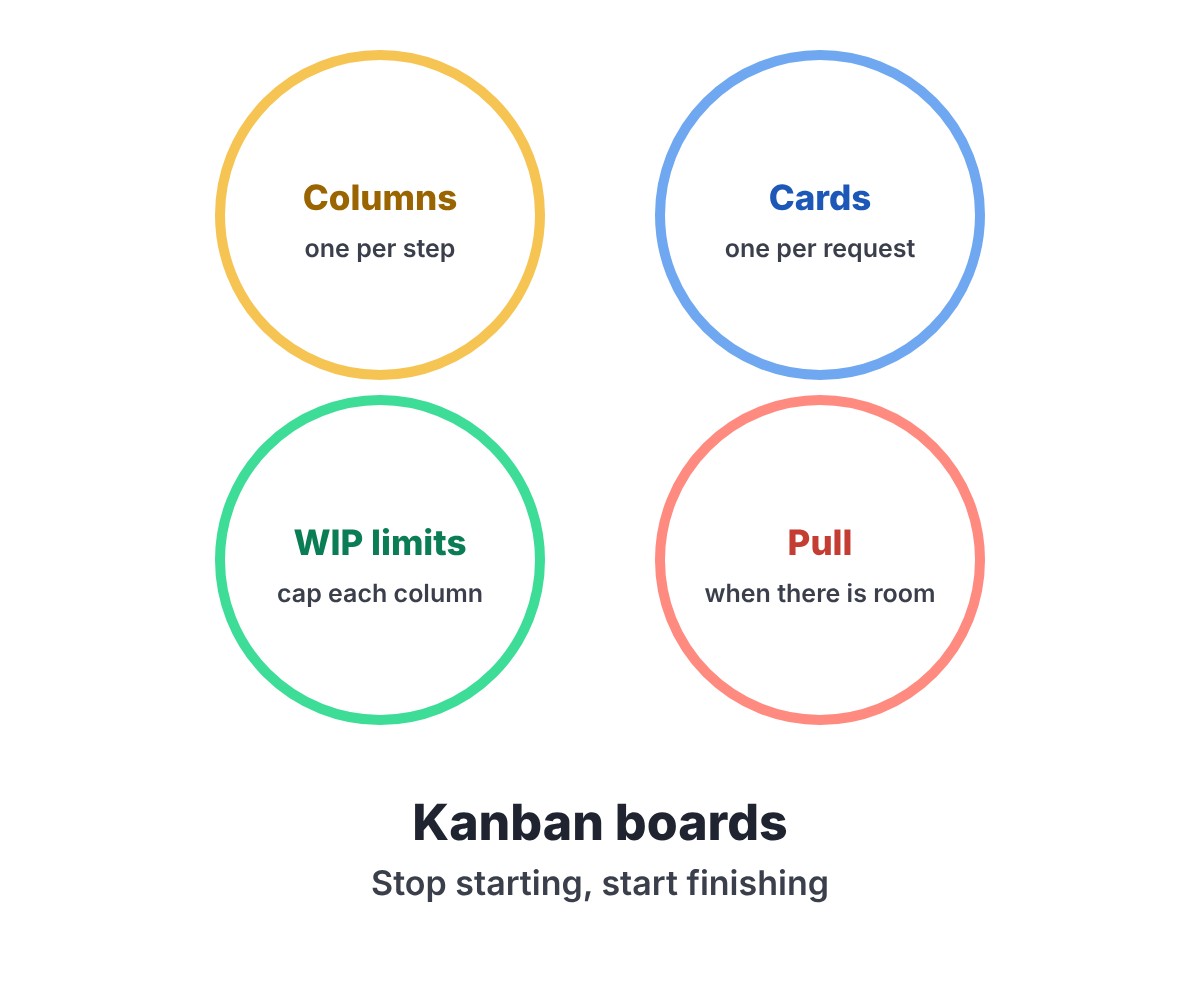 Columns
one per step
Cards
one per request
WIP limits
cap each column
Pull
when there is room
Kanban boards
Stop starting, start finishing